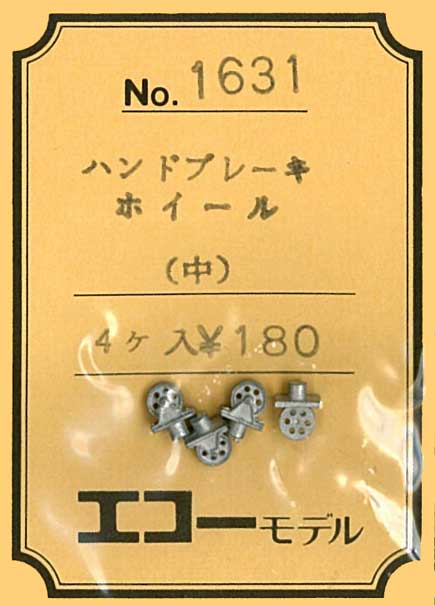 No. 1631
ハンドブレーキ
ホイール
(中)
4ヶ入¥180
エコーモデル